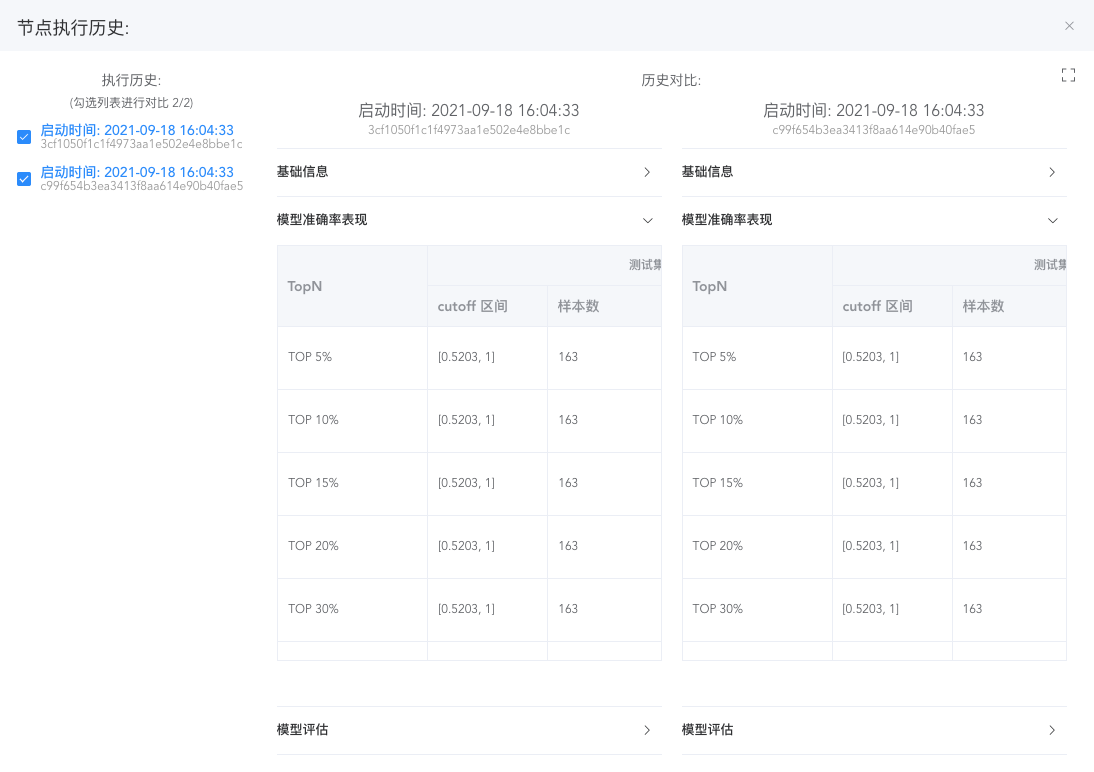 节点执行历史:
执行历史:
(勾选列表进行对比 2/2)
启动时间: 2021-09-18 16:04:33
3cf1050f1c1f4973aa1e502e4e8bbe1c
启动时间: 2021-09-18 16:04:33
c99f654b3ea3413f8aa614e90b40fae5
历史对比:
启动时间: 2021-09-18 16:04:33
3cf1050f1c1f4973aa1e502e4e8bbe1c
基础信息
模型准确率表现
TopN
测试集
cutoff 区间 样本数
TOP 5% [0.5203, 1] 163
TOP 10% [0.5203, 1] 163
TOP 15% [0.5203, 1] 163
TOP 20% [0.5203, 1] 163
TOP 30% [0.5203, 1] 163
模型评估
启动时间: 2021-09-18 16:04:33
c99f654b3ea3413f8aa614e90b40fae5
基础信息
模型准确率表现
TopN
测试集
cutoff 区间 样本数
TOP 5% [0.5203, 1] 163
TOP 10% [0.5203, 1] 163
TOP 15% [0.5203, 1] 163
TOP 20% [0.5203, 1] 163
TOP 30% [0.5203, 1] 163
模型评估